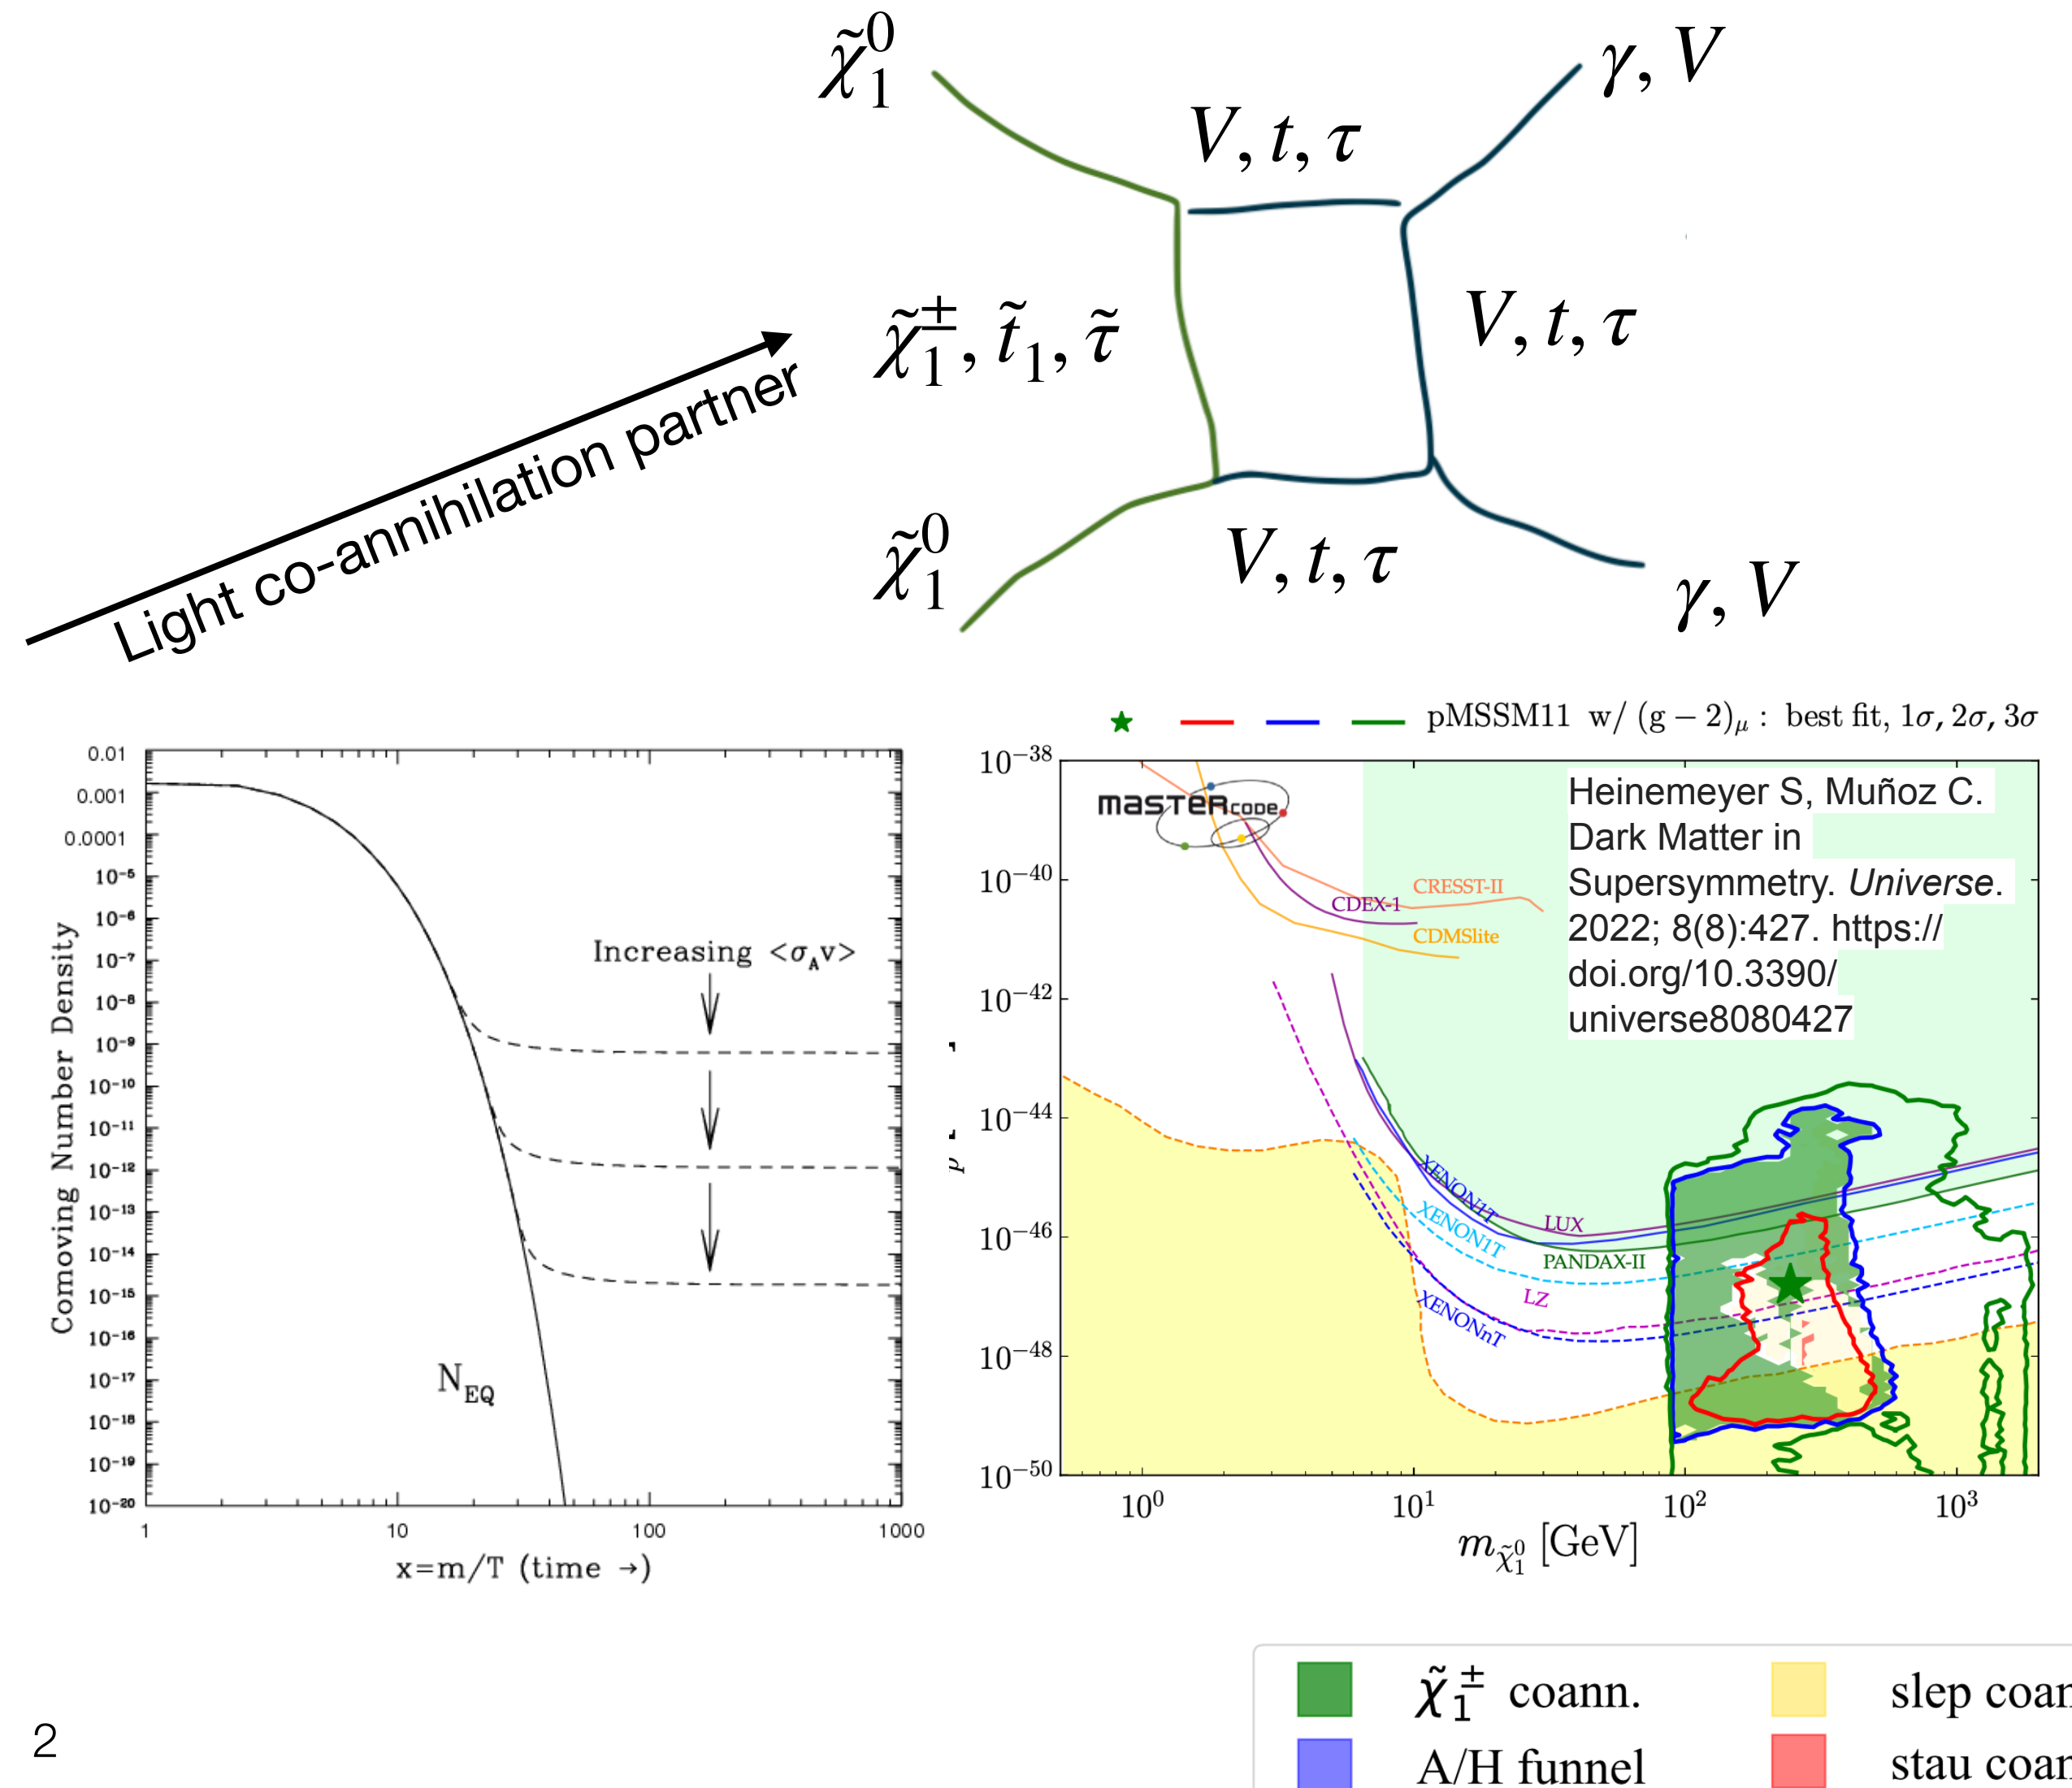 χ̃⁰₁
γ, V
V, t, τ
χ̃±₁, t̃₁, τ̃
V, t, τ
Light co-annihilation partner
χ̃⁰₁
V, t, τ
γ, V
pMSSM11 w/ (g − 2)μ : best fit, 1σ, 2σ, 3σ
0.01
0.001
0.0001
10⁻⁵
10⁻⁶
10⁻⁷
10⁻⁸
10⁻⁹
10⁻¹⁰
10⁻¹¹
10⁻¹²
10⁻¹³
10⁻¹⁴
10⁻¹⁵
10⁻¹⁶
10⁻¹⁷
10⁻¹⁸
10⁻¹⁹
10⁻²⁰
Comoving Number Density
Increasing <σ_A v>
N_EQ
1
10
100
1000
x=m/T (time →)
10⁻³⁸
10⁻⁴⁰
10⁻⁴²
10⁻⁴⁴
10⁻⁴⁶
10⁻⁴⁸
10⁻⁵⁰
MASTERCODE
Heinemeyer S, Muñoz C.
Dark Matter in
Supersymmetry. Universe.
2022; 8(8):427. https://
doi.org/10.3390/
universe8080427
CRESST-II
CDEX-1
CDMSlite
XENON1T
LUX
XENON1T
PANDAX-II
LZ
XENONnT
10⁰
10¹
10²
10³
m_χ̃⁰₁ [GeV]
χ̃±₁ coann.
slep
A/H funnel
stau
2